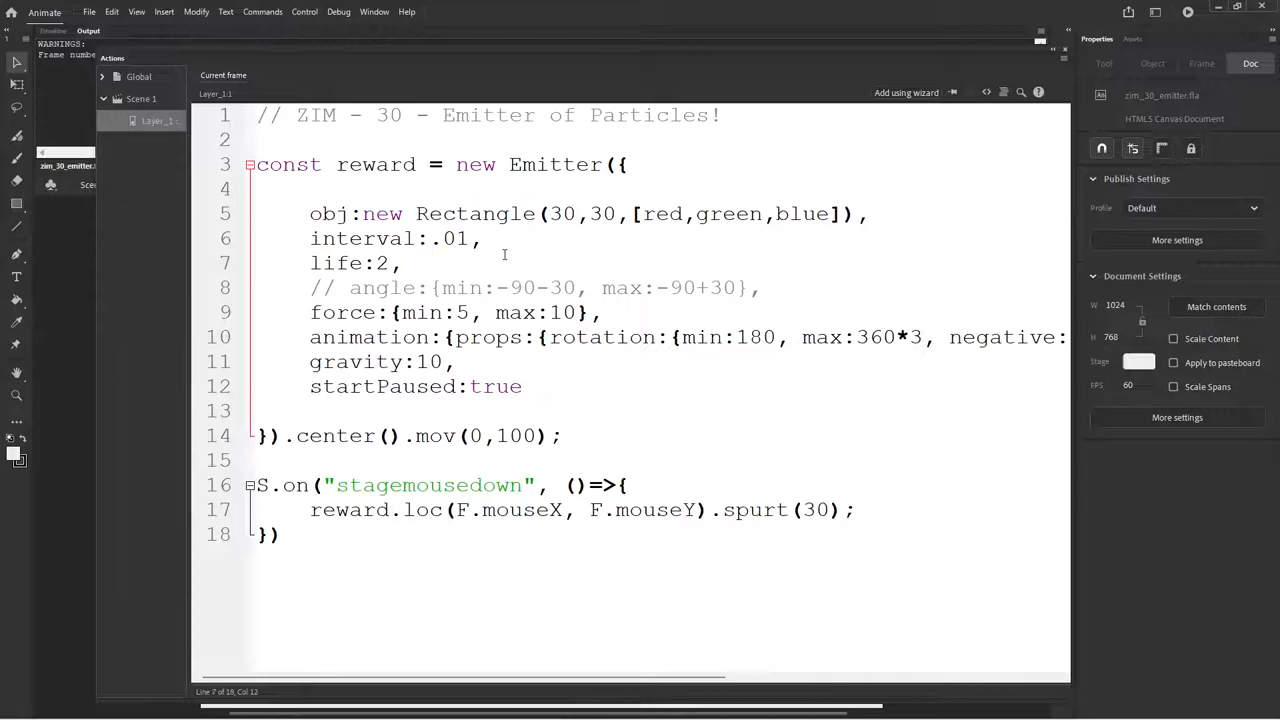 Animate
File
Edit
View
Insert
Modify
Text
Commands
Control
Debug
Window
Help
Timeline
Output
WARNINGS:
Frame numbe
Actions
Global
Scene 1
Layer_1:
zim_30_emitter.
Sce
Current frame
Layer_1:1
Add using wizard
1 // ZIM - 30 - Emitter of Particles!
2
3 const reward = new Emitter({
4
5 obj:new Rectangle(30,30,[red,green,blue]),
6 interval:.01,
7 life:2,
8 // angle:{min:-90-30, max:-90+30},
9 force:{min:5, max:10},
10 animation:{props:{rotation:{min:180, max:360*3, negative:
11 gravity:10,
12 startPaused:true
13
14 }).center().mov(0,100);
15
16 S.on("stagemousedown", ()=>{
17 reward.loc(F.mouseX, F.mouseY).spurt(30);
18 })
Line 7 of 18, Col 12
Properties
Assets
Tool
Object
Frame
Doc
An
zim_30_emitter.fla
HTML5 Canvas Document
Publish Settings
Profile
Default
More settings
Document Settings
W
1024
Match contents
H
768
Scale Content
Stage
Apply to pasteboard
FPS
60
Scale Spans
More settings